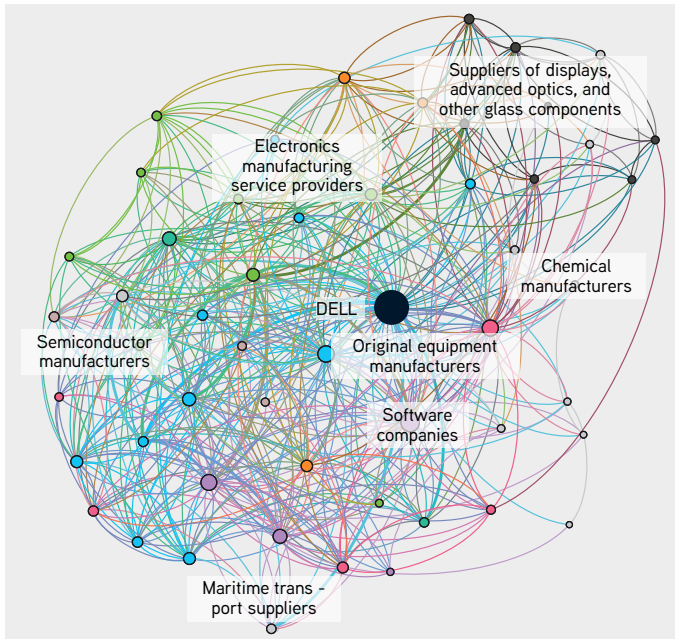 Suppliers of displays,
advanced optics, and
other glass components
Electronics
manufacturing
service providers
Chemical
manufacturers
DELL
Semiconductor
manufacturers
Original equipment
manufacturers
Software
companies
Maritime trans -
port suppliers